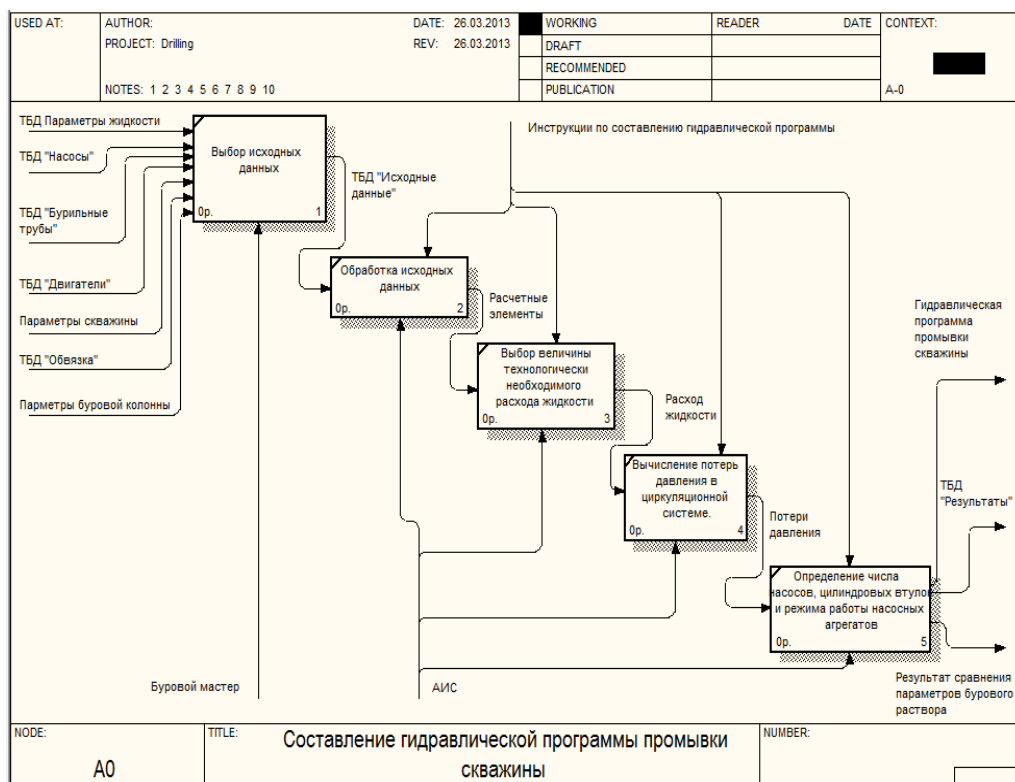 USED AT:
AUTHOR:
DATE: 26.03.2013
PROJECT: Drilling
REV: 26.03.2013
NOTES: 1 2 3 4 5 6 7 8 9 10
WORKING
DRAFT
RECOMMENDED
PUBLICATION
READER
DATE
CONTEXT:
A-0
ТБД Параметры жидкости
ТБД "Насосы"
ТБД "Бурильные
трубы"
ТБД "Двигатели"
Параметры скважины
ТБД "Обвязка"
Парметры буровой колонны
Выбор исходных
данных
0р.
1
Инструкции по составлению гидравлической программы
ТБД "Исходные
данные"
Обработка исходных
данных
0р.
2
Расчетные
элементы
Выбор величины
технологически
необходимого
расхода жидкости
0р.
3
Расход
жидкости
Вычисление потерь
давления в
циркуляционной
системе.
0р.
4
Потери
давления
Определение числа
насосов, цилиндровых втулок
и режима работы насосных
агрегатов
0р.
5
Гидравлическая
программа
промывки
скважины
ТБД
"Результаты"
Результат сравнения
параметров бурового
раствора
Буровой мастер
АИС
NODE:
A0
TITLE:
Составление гидравлической программы промывки
скважины
NUMBER: